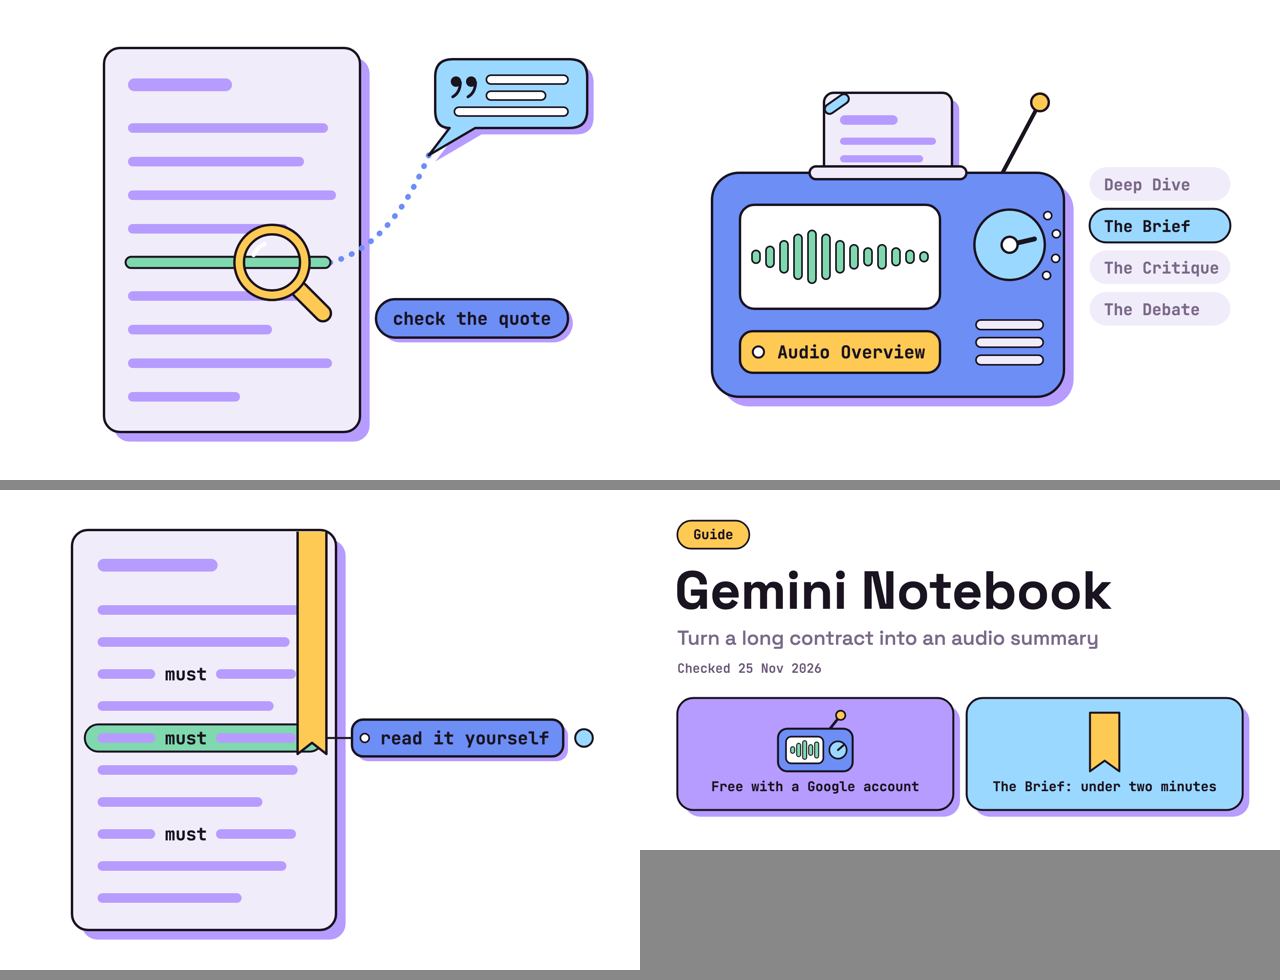 ”
check the quote
Audio Overview
Deep Dive
The Brief
The Critique
The Debate
must
must
read it yourself
must
Guide
Gemini Notebook
Turn a long contract into an audio summary
Checked 25 Nov 2026
Free with a Google account
The Brief: under two minutes